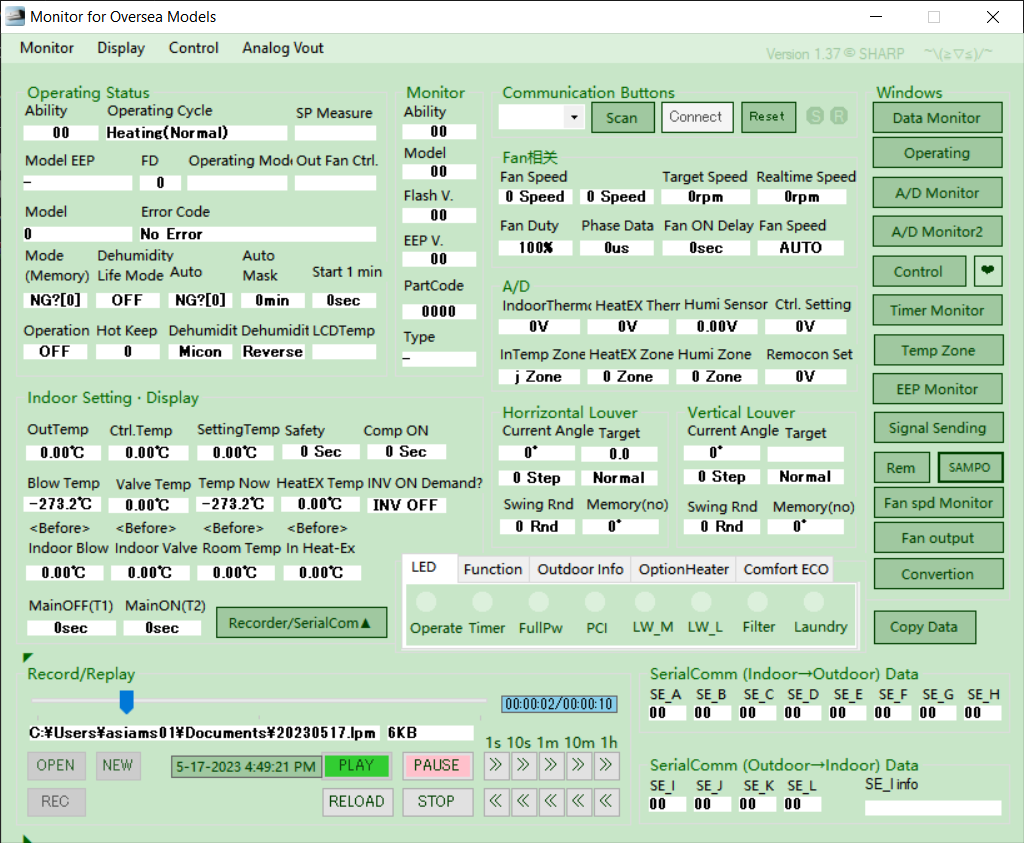 Monitor for Oversea Models
Monitor Display Control Analog Vout
Version 1.37 © SHARP ~\(≥▽≤)/~
Operating Status
Ability Operating Cycle SP Measure
00 Heating(Normal)
Model EEP FD Operating Mode Out Fan Ctrl.
– 0
Model Error Code
0 No Error
Mode (Memory) Dehumidity Life Mode Auto Auto Mask Start 1 min
NG?[0] OFF NG?[0] 0min 0sec
Operation Hot Keep Dehumidit Dehumidit LCDTemp
OFF 0 Micon Reverse
Monitor
Ability
00
Model
00
Flash V.
00
EEP V.
00
PartCode
0000
Type
–
Communication Buttons
Scan Connect Reset S R
Fan相关
Fan Speed Target Speed Realtime Speed
0 Speed 0 Speed 0rpm 0rpm
Fan Duty Phase Data Fan ON Delay Fan Speed
100% 0us 0sec AUTO
A/D
IndoorThermo HeatEX Therr Humi Sensor Ctrl. Setting
0V 0V 0.00V 0V
InTemp Zone HeatEX Zone Humi Zone Remocon Set
j Zone 0 Zone 0 Zone 0V
Windows
Data Monitor
Operating
A/D Monitor
A/D Monitor2
Control ❤
Timer Monitor
Temp Zone
EEP Monitor
Signal Sending
Rem SAMPO
Fan spd Monitor
Fan output
Convertion
Copy Data
Indoor Setting · Display
OutTemp Ctrl.Temp SettingTemp Safety Comp ON
0.00℃ 0.00℃ 0.00℃ 0 Sec 0 Sec
Blow Temp Valve Temp Temp Now HeatEX Temp INV ON Demand?
-273.2℃ 0.00℃ -273.2℃ 0.00℃ INV OFF
<Before> <Before> <Before> <Before>
Indoor Blow Indoor Valve Room Temp In Heat-Ex
0.00℃ 0.00℃ 0.00℃ 0.00℃
MainOFF(T1) MainON(T2)
0sec 0sec Recorder/SerialCom▲
Horrizontal Louver
Current Angle Target
0° 0.0
0 Step Normal
Swing Rnd Memory(no)
0 Rnd 0°
Vertical Louver
Current Angle Target
0°
0 Step Normal
Swing Rnd Memory(no)
0 Rnd 0°
LED Function Outdoor Info OptionHeater Comfort ECO
Operate Timer FullPw PCI LW_M LW_L Filter Laundry
Record/Replay
00:00:02/00:00:10
C:¥Users¥asiams01¥Documents¥20230517.lpm 6KB
1s 10s 1m 10m 1h
OPEN NEW 5-17-2023 4:49:21 PM PLAY PAUSE >> >> >> >> >>
REC RELOAD STOP << << << << <<
SerialComm (Indoor→Outdoor) Data
SE_A SE_B SE_C SE_D SE_E SE_F SE_G SE_H
00 00 00 00 00 00 00 00
SerialComm (Outdoor→Indoor) Data
SE_I SE_J SE_K SE_L SE_I info
00 00 00 00